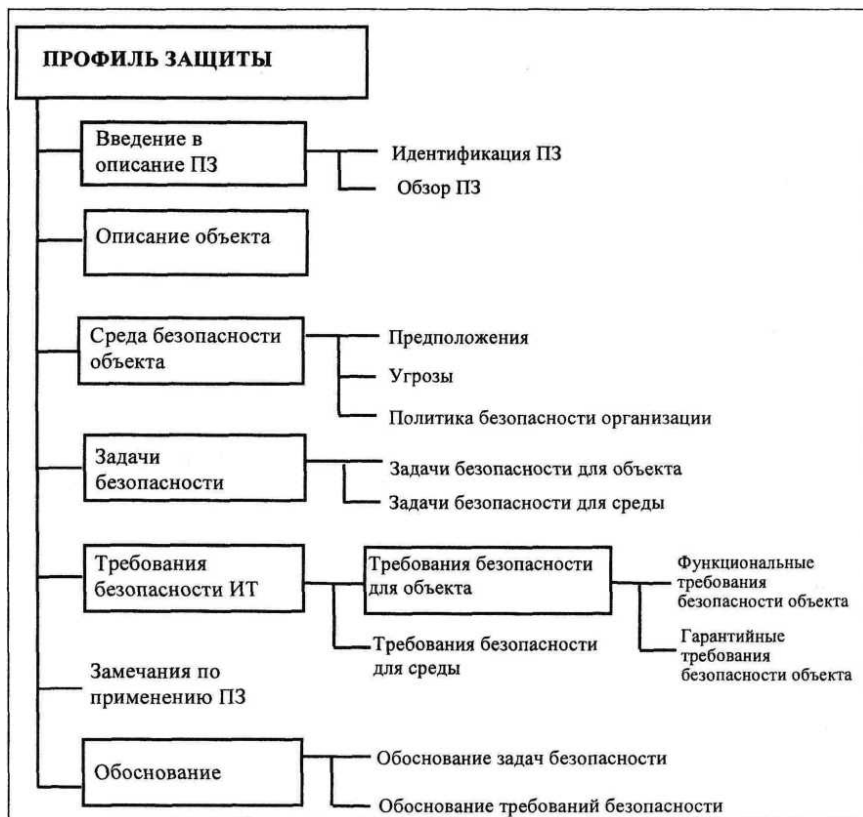 ПРОФИЛЬ ЗАЩИТЫ
Введение в
описание ПЗ
Идентификация ПЗ
Обзор ПЗ
Описание объекта
Среда безопасности
объекта
Предположения
Угрозы
Политика безопасности организации
Задачи
безопасности
Задачи безопасности для объекта
Задачи безопасности для среды
Требования
безопасности ИТ
Требования безопасности
для объекта
Функциональные
требования
безопасности объекта
Гарантийные
требования
безопасности объекта
Требования безопасности
для среды
Замечания по
применению ПЗ
Обоснование
Обоснование задач безопасности
Обоснование требований безопасности